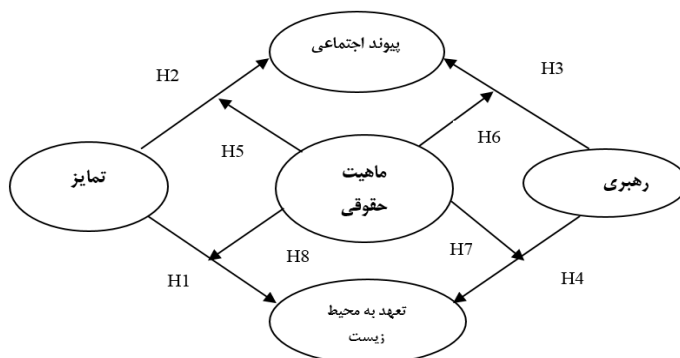 پیوند اجتماعی
H2
H3
H5
H6
تمایز
ماهیت
حقوقی
رهبری
H8
H7
H1
H4
تعهد به محیط
زیست